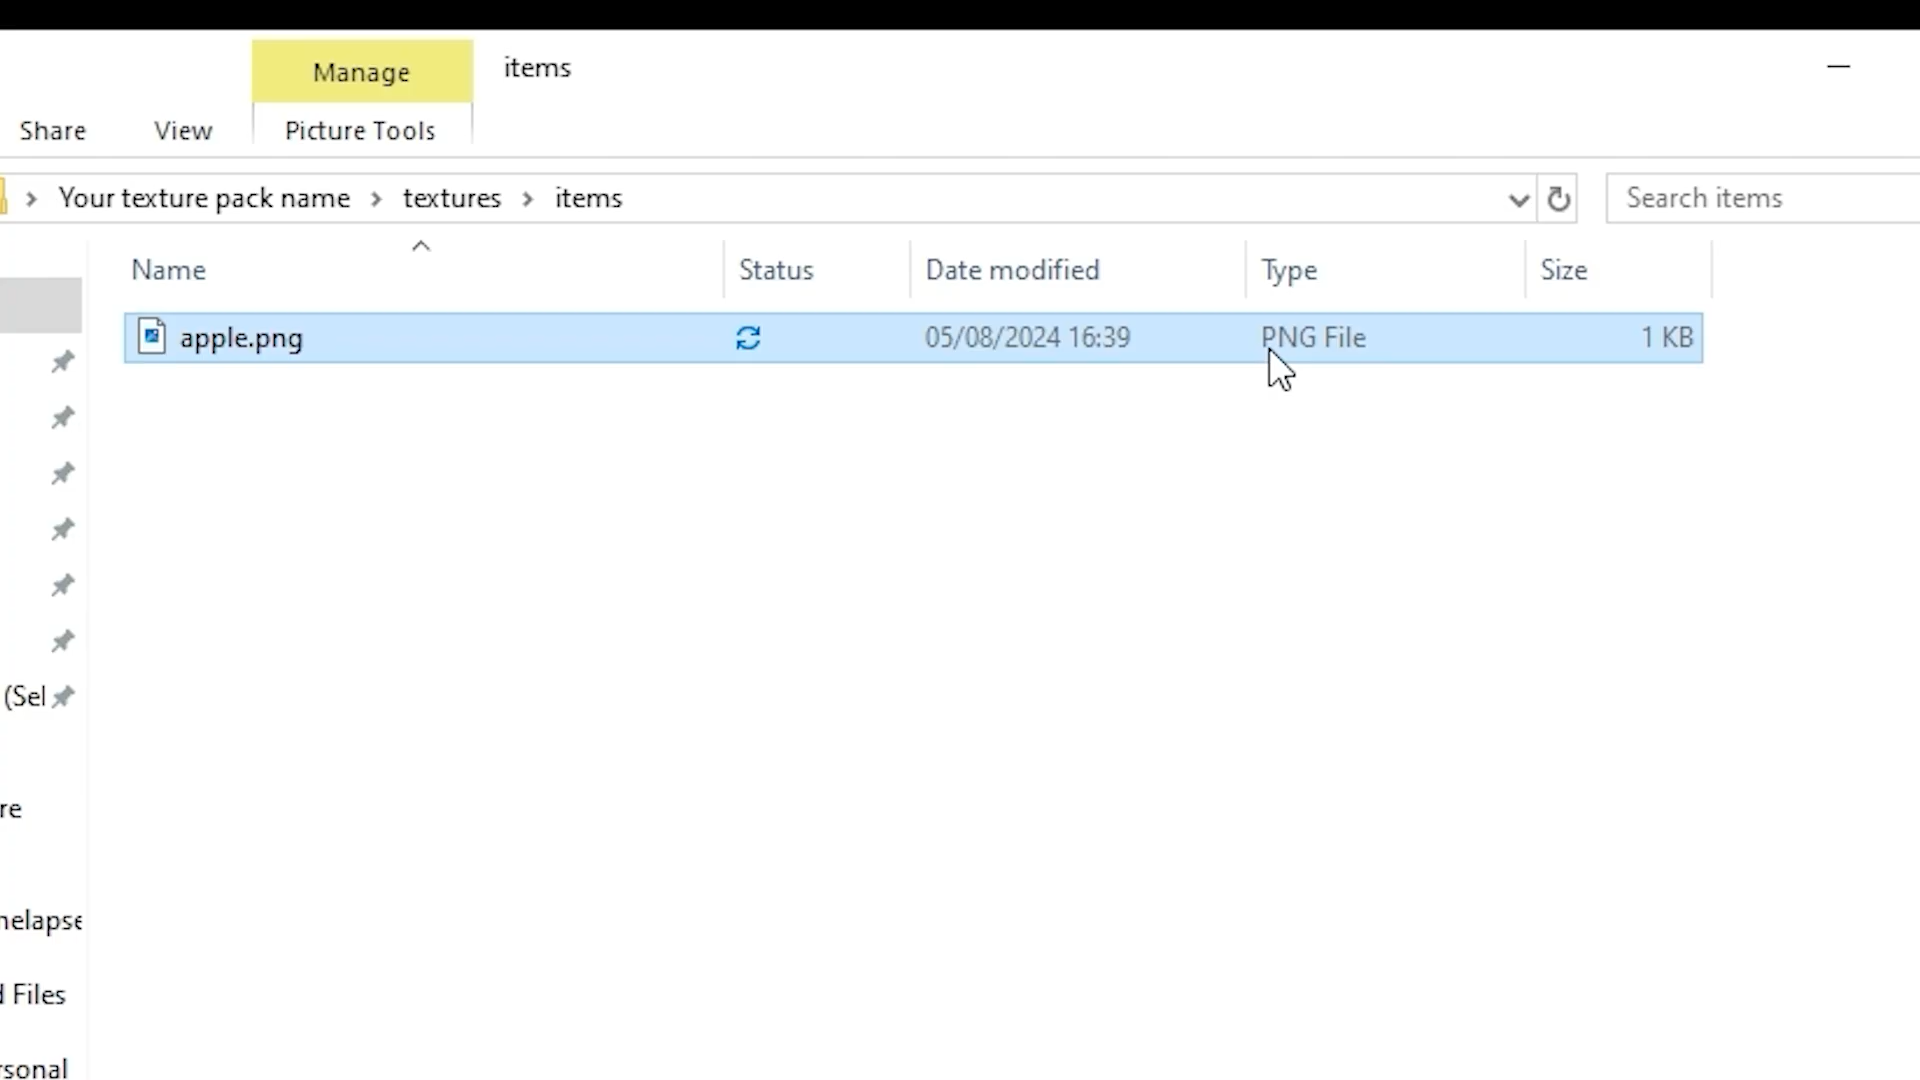 Manage
items
Share View Picture Tools
Your texture pack name > textures > items
Search items
Name Status Date modified Type Size
apple.png 05/08/2024 16:39 PNG File 1 KB
(Sel
re
nelapse
d Files
rsonal